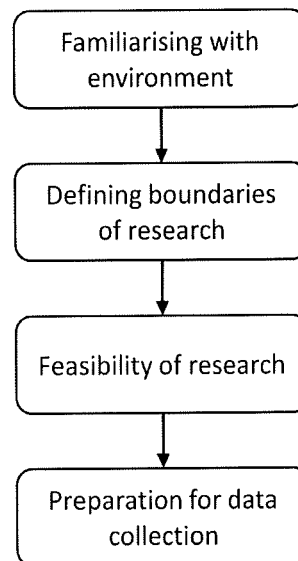 Familiarising with
environment
Defining boundaries
of research
Feasibility of research
Preparation for data
collection